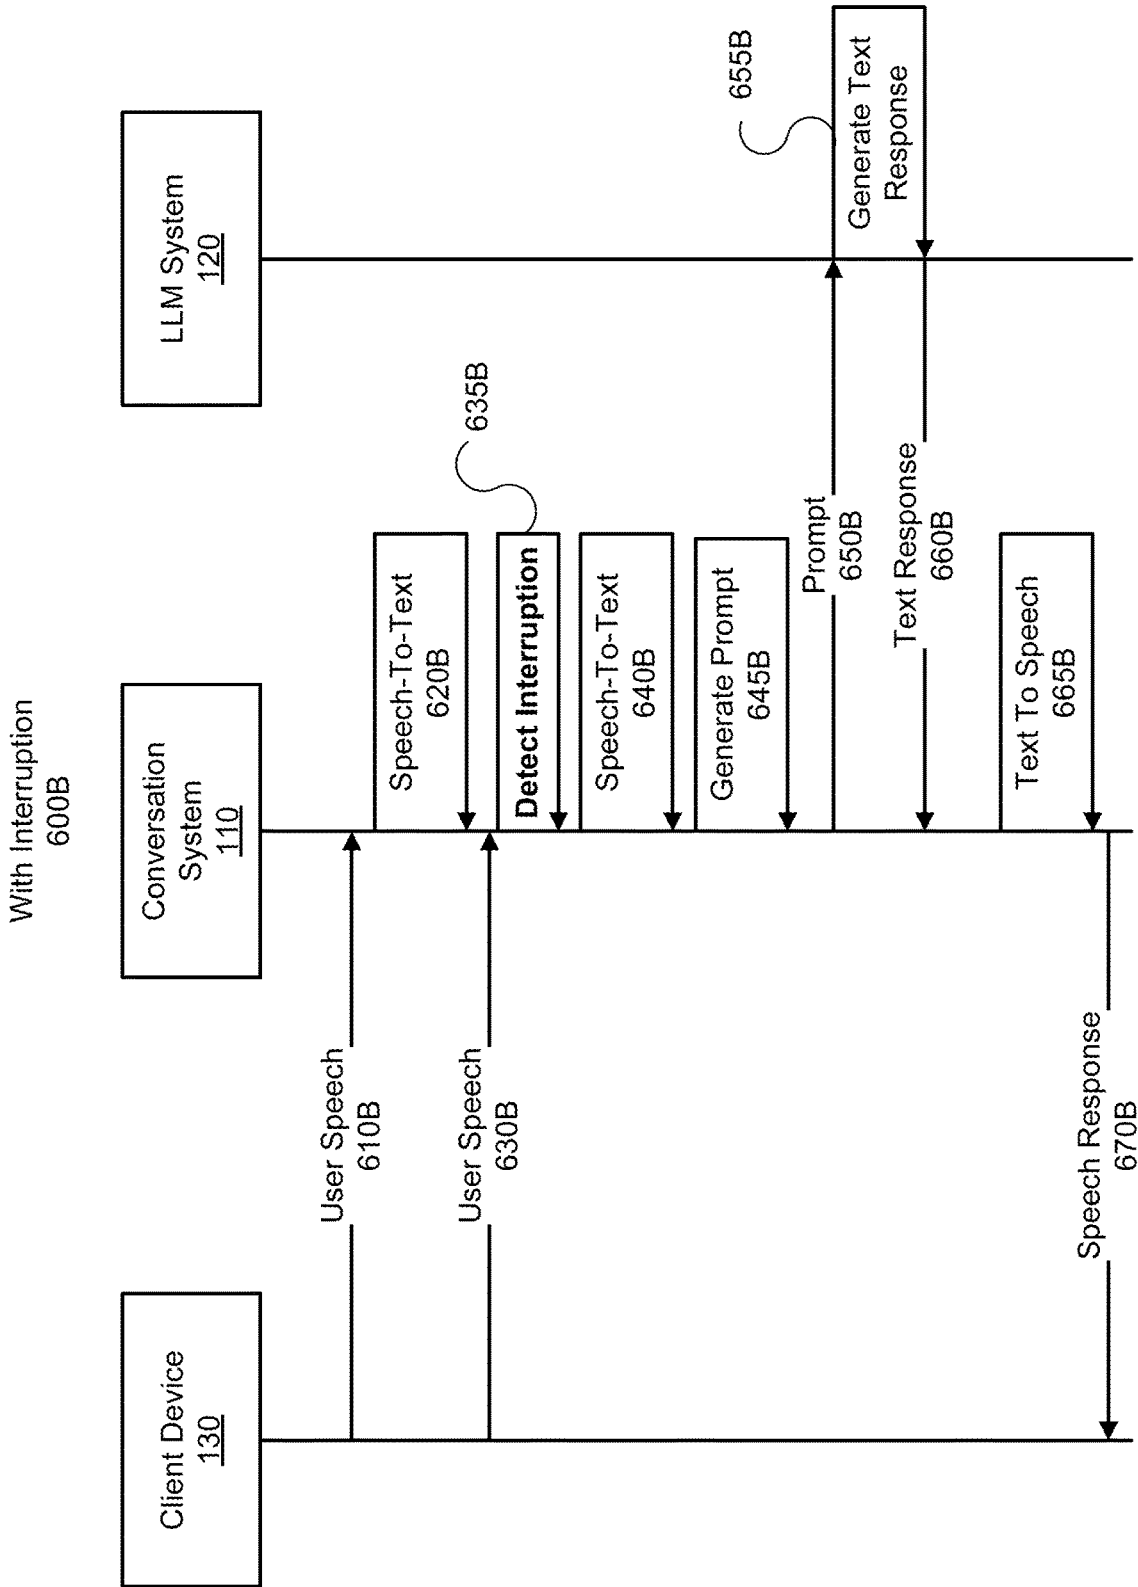 With Interruption
600B
Client Device
130
Conversation
System
110
LLM System
120
User Speech
610B
Speech-To-Text
620B
User Speech
630B
Detect Interruption
635B
Speech-To-Text
640B
Generate Prompt
645B
Prompt
650B
655B
Generate Text
Response
Text Response
660B
Text To Speech
665B
Speech Response
670B